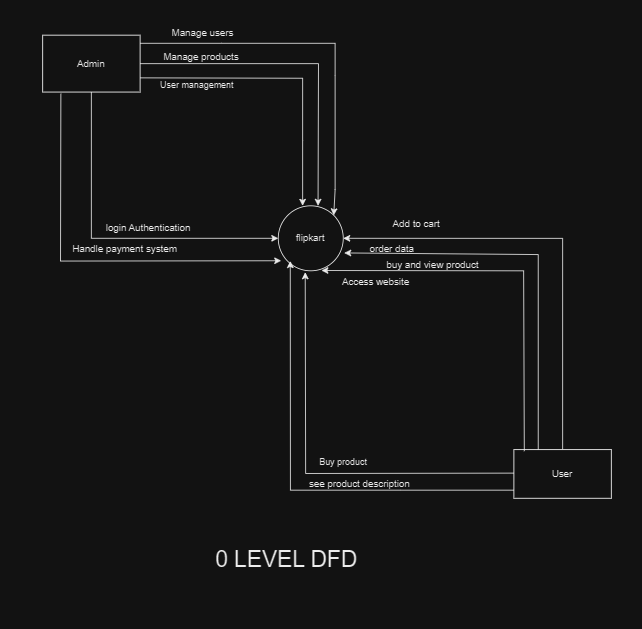 Manage users
Manage products
Admin
User management
login Authentication
Add to cart
flipkart
Handle payment system
order data
buy and view product
Access website
Buy product
User
see product description
0 LEVEL DFD